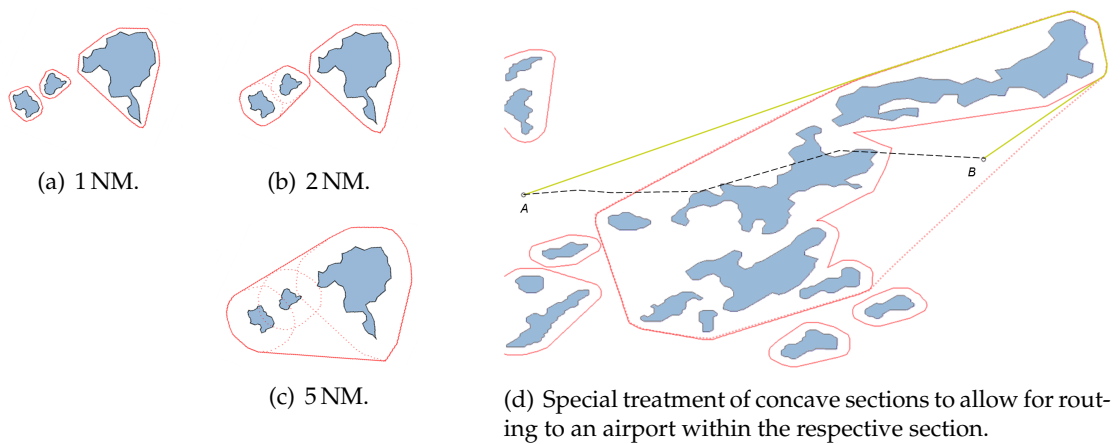 (a) 1 NM.
(b) 2 NM.
(c) 5 NM.
A
B
(d) Special treatment of concave sections to allow for rout-
ing to an airport within the respective section.